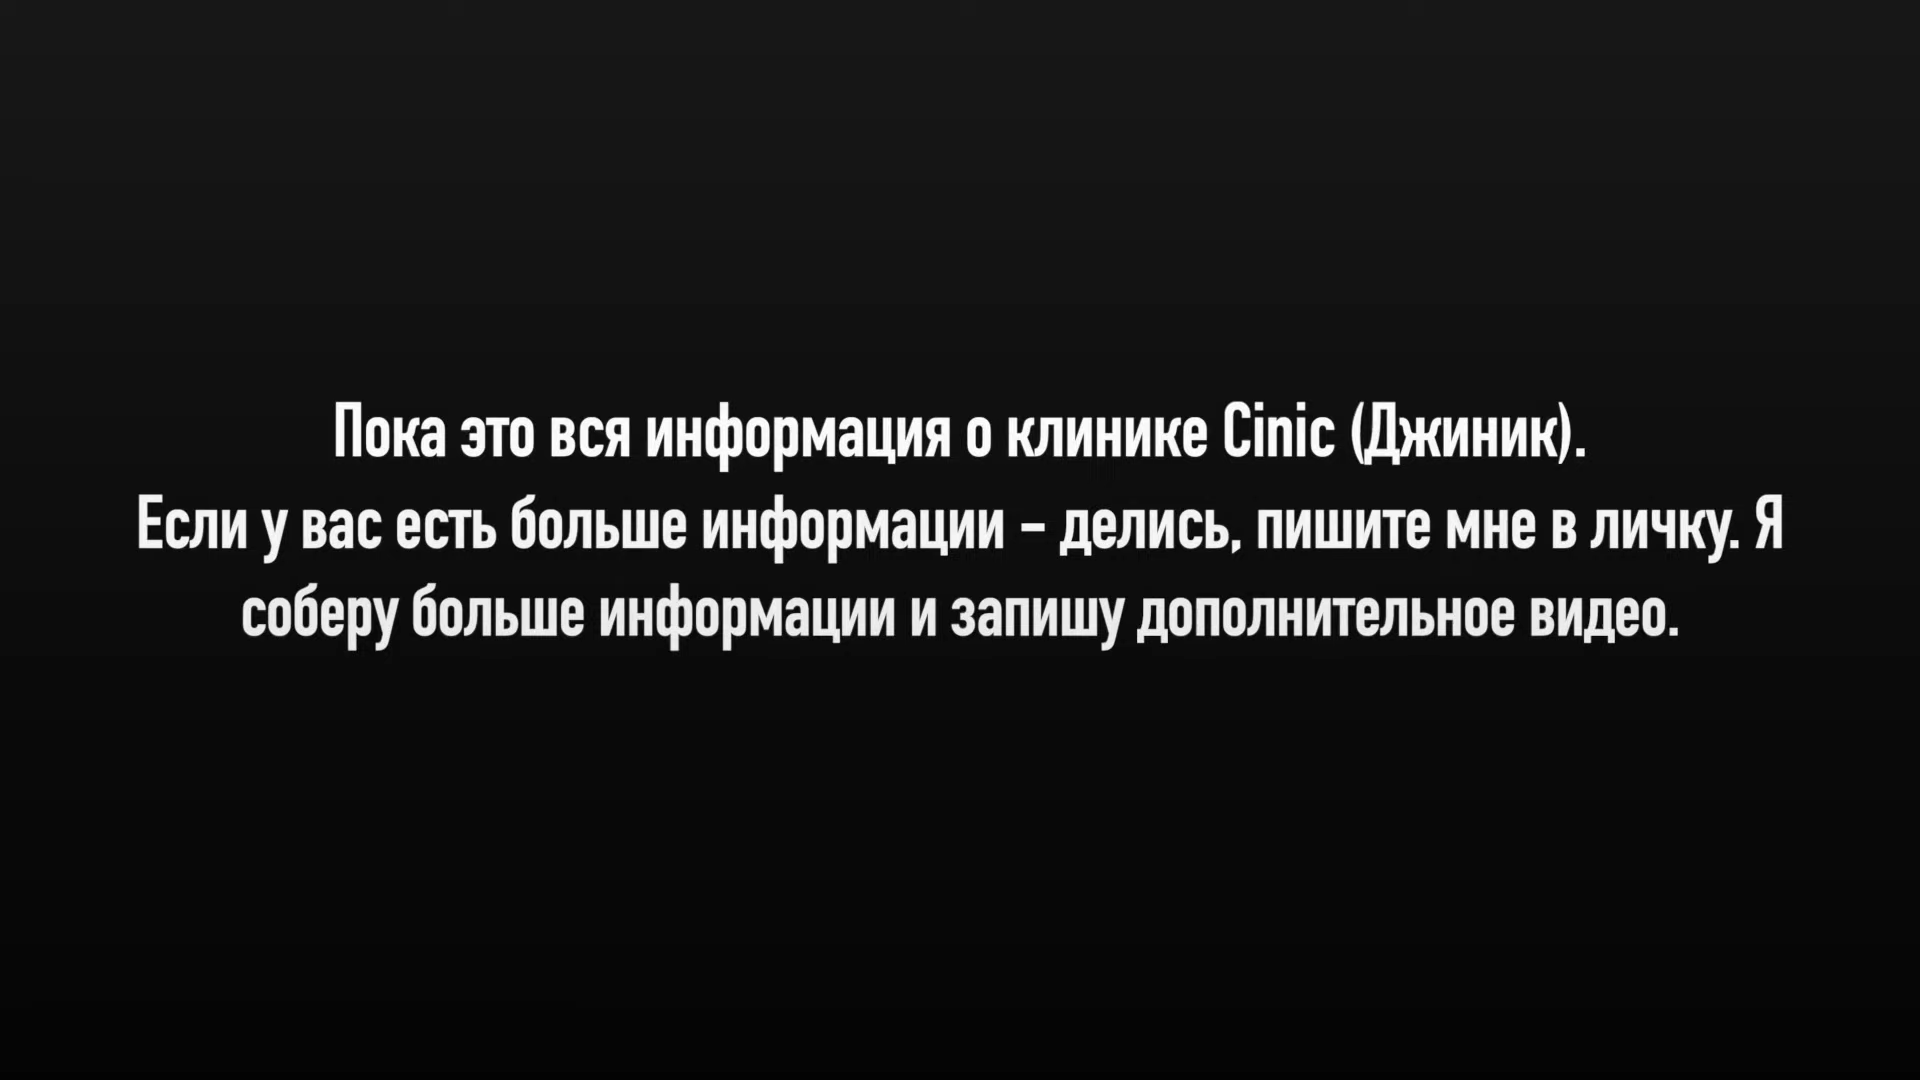 Пока это вся информация о клинике Cinic (Джиник).
Если у вас есть больше информации – делись, пишите мне в личку. Я
соберу больше информации и запишу дополнительное видео.